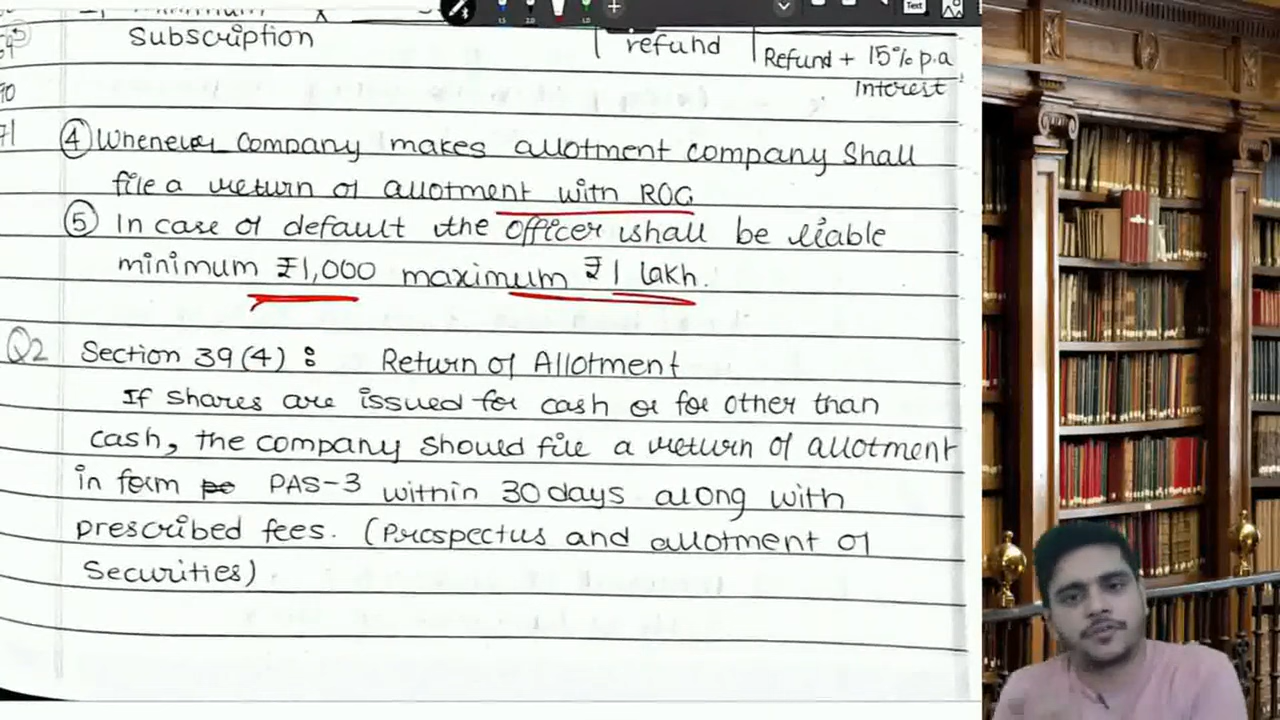 Subscription
refund
Refund + 15% p.a
Interest
④ Whenever Company makes allotment company Shall
file a return of allotment with ROC
⑤ In case of default the officer shall be liable
minimum ₹1,000 maximum ₹1 lakh.
Q2 Section 39(4) : Return of Allotment
If shares are issued for cash or for other than
cash, the company should file a return of allotment
in form PAS-3 within 30 days along with
prescribed fees. (Prospectus and allotment of
Securities)
Text